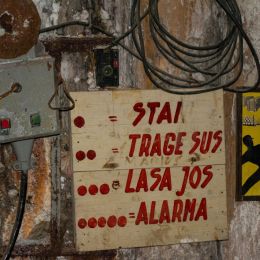 = STAI
= TRAGE SUS
= LASA JOS
= ALARMA